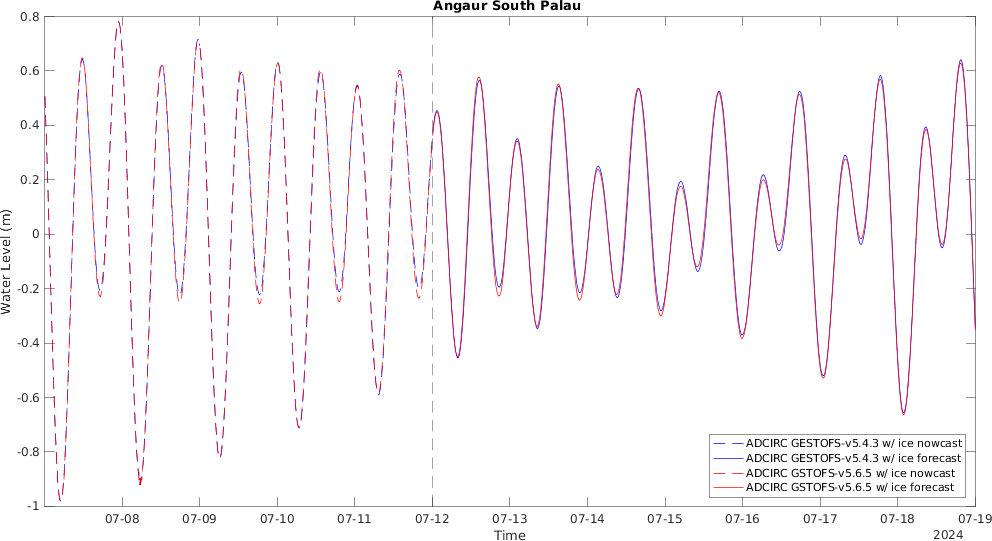 Angaur South Palau
0.8
0.6
0.4
0.2
0
-0.2
-0.4
-0.6
-0.8
-1
Water Level (m)
07-08 07-09 07-10 07-11 07-12 07-13 07-14 07-15 07-16 07-17 07-18 07-19
Time
2024
ADCIRC GESTOFS-v5.4.3 w/ ice nowcast
ADCIRC GESTOFS-v5.4.3 w/ ice forecast
ADCIRC GSTOFS-v5.6.5 w/ ice nowcast
ADCIRC GSTOFS-v5.6.5 w/ ice forecast